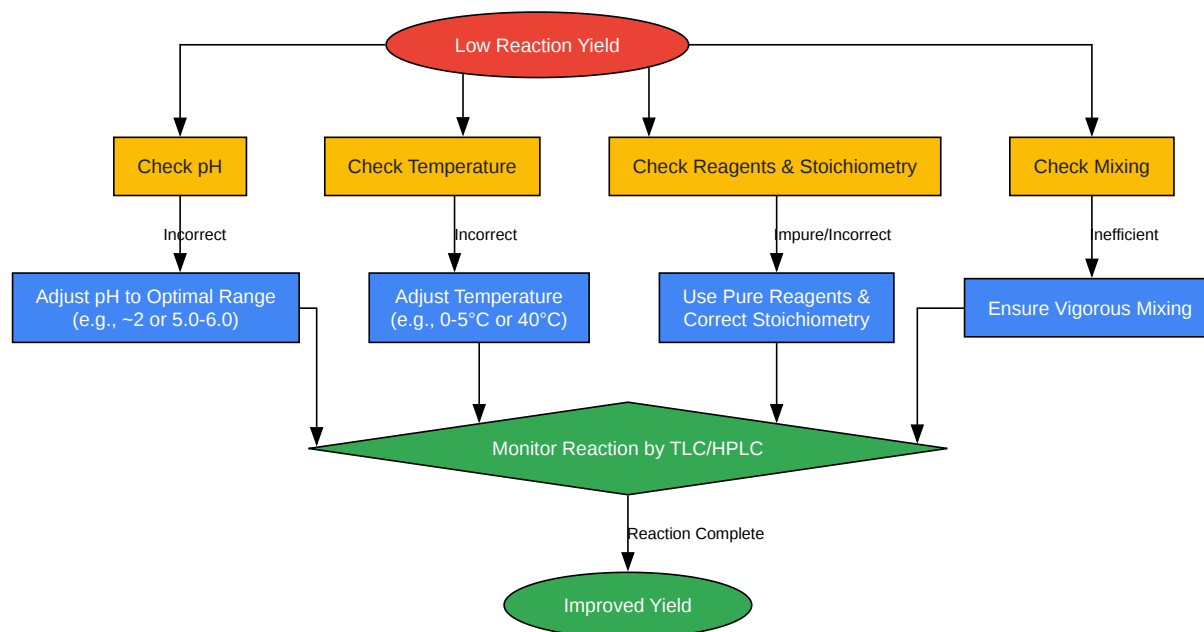 Low Reaction Yield
Check pH
Check Temperature
Check Reagents & Stoichiometry
Check Mixing
Incorrect
Incorrect
Impure/Incorrect
Inefficient
Adjust pH to Optimal Range
(e.g., ~2 or 5.0-6.0)
Adjust Temperature
(e.g., 0-5°C or 40°C)
Use Pure Reagents &
Correct Stoichiometry
Ensure Vigorous Mixing
Monitor Reaction by TLC/HPLC
Reaction Complete
Improved Yield